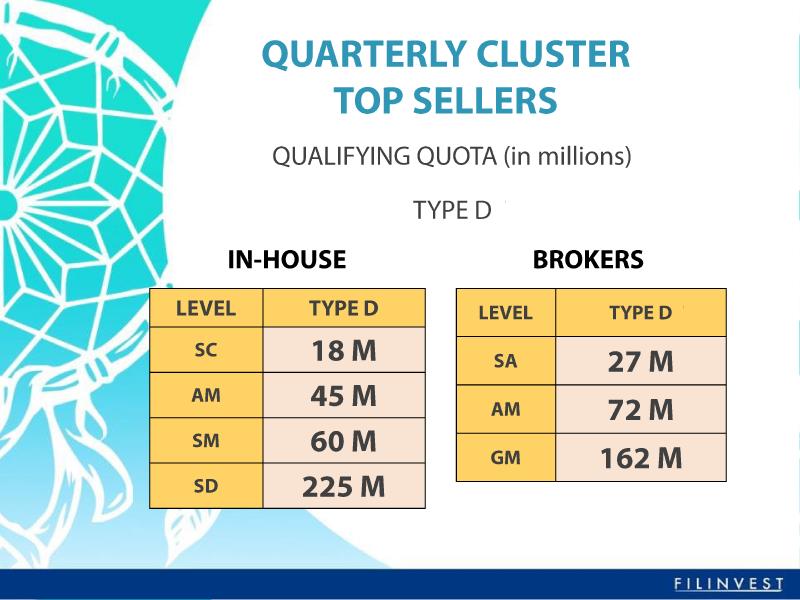 QUARTERLY CLUSTER
TOP SELLERS
QUALIFYING QUOTA (in millions)
TYPE D
IN-HOUSE
LEVEL TYPE D
SC 18 M
AM 45 M
SM 60 M
SD 225 M
BROKERS
LEVEL TYPE D
SA 27 M
AM 72 M
GM 162 M
FILINVEST